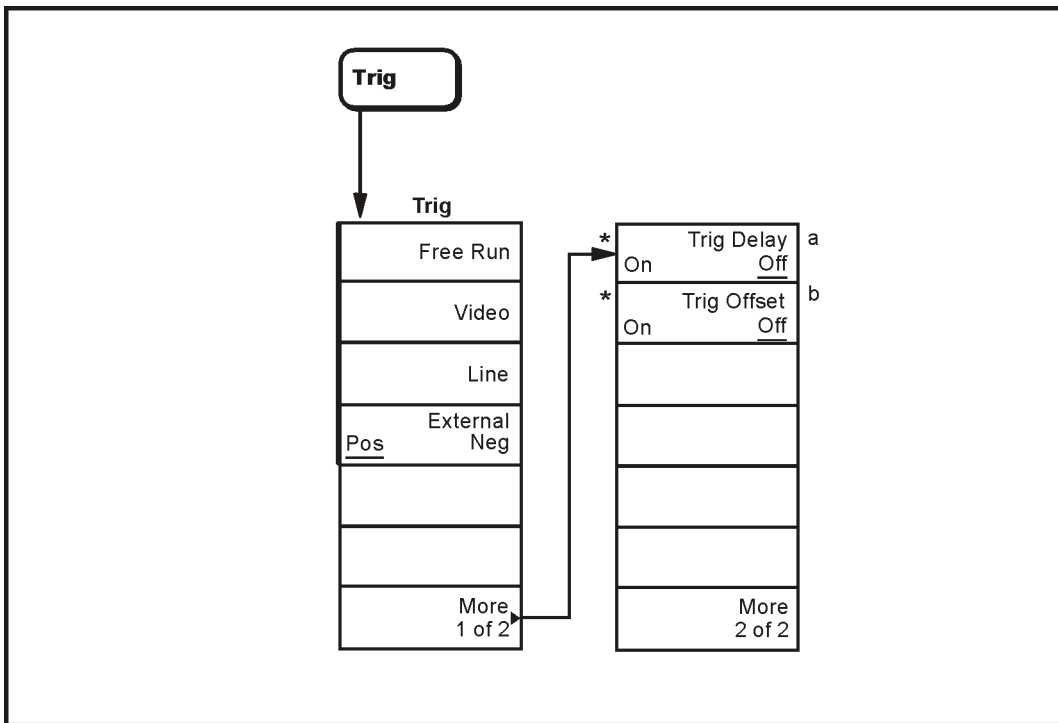 Trig
Trig
Free Run
Video
Line
External
Pos Neg
More
1 of 2
* Trig Delay a
On Off
* Trig Offset b
On Off
More
2 of 2